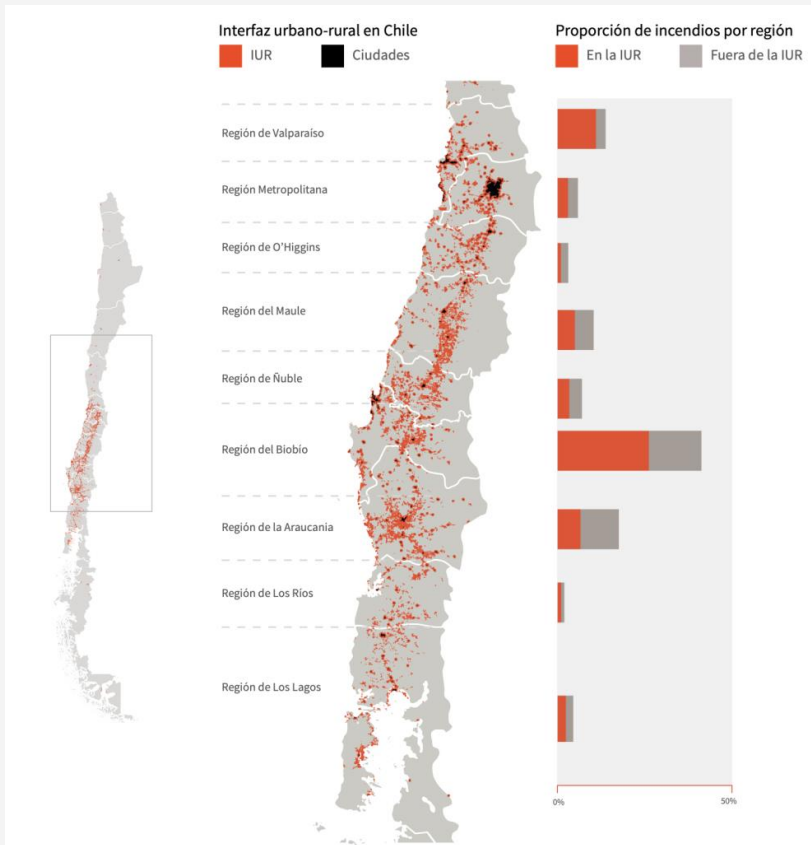 Interfaz urbano-rural en Chile
IUR
Ciudades
Proporción de incendios por región
En la IUR
Fuera de la IUR
Región de Valparaíso
Región Metropolitana
Región de O'Higgins
Región del Maule
Región de Ñuble
Región del Biobio
Región de la Araucania
Región de Los Ríos
Región de Los Lagos
0%
50%